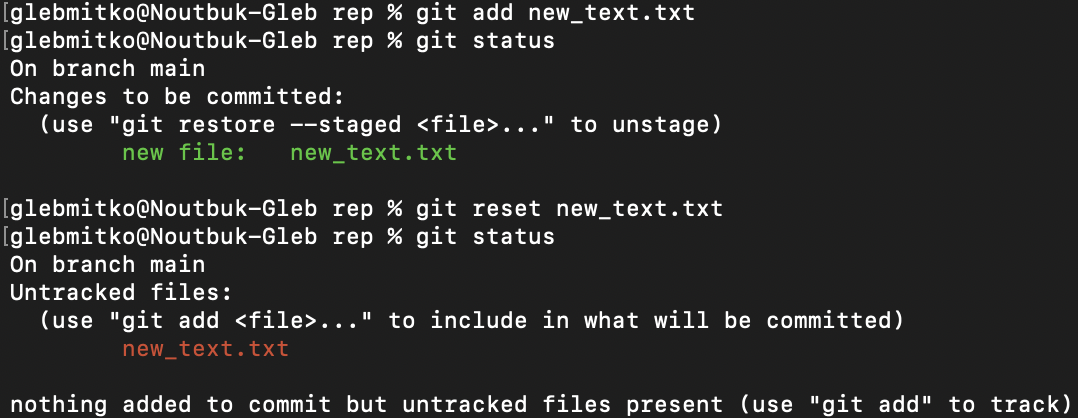 [glebmitko@Noutbuk-Gleb rep % git add new_text.txt
[glebmitko@Noutbuk-Gleb rep % git status
On branch main
Changes to be committed:
  (use "git restore --staged <file>..." to unstage)
        new file:   new_text.txt

[glebmitko@Noutbuk-Gleb rep % git reset new_text.txt
[glebmitko@Noutbuk-Gleb rep % git status
On branch main
Untracked files:
  (use "git add <file>..." to include in what will be committed)
        new_text.txt

nothing added to commit but untracked files present (use "git add" to track)